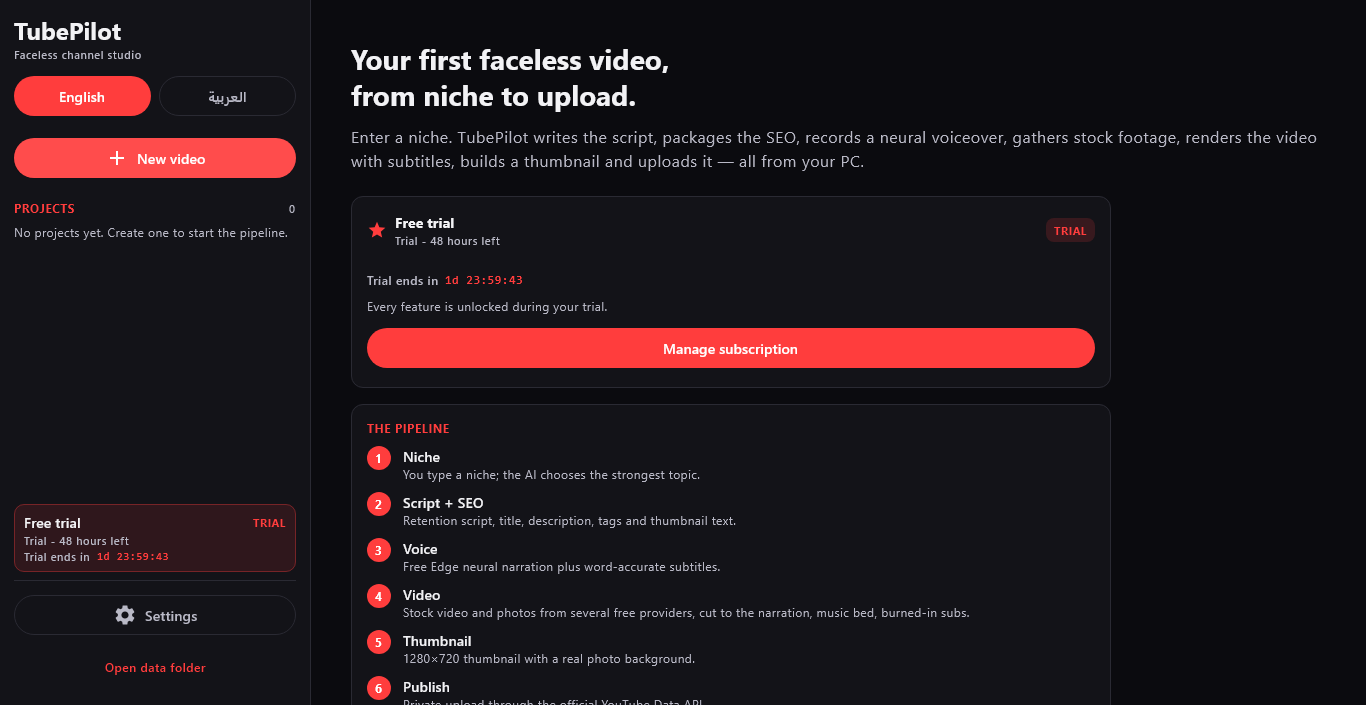 TubePilot
Faceless channel studio
English
العربية
New video
PROJECTS
0
No projects yet. Create one to start the pipeline.
Free trial
TRIAL
Trial - 48 hours left
Trial ends in 1d 23:59:43
Settings
Open data folder
Your first faceless video,
from niche to upload.
Enter a niche. TubePilot writes the script, packages the SEO, records a neural voiceover, gathers stock footage, renders the video
with subtitles, builds a thumbnail and uploads it — all from your PC.
Free trial
Trial - 48 hours left
TRIAL
Trial ends in 1d 23:59:43
Every feature is unlocked during your trial.
Manage subscription
THE PIPELINE
1 Niche
You type a niche; the AI chooses the strongest topic.
2 Script + SEO
Retention script, title, description, tags and thumbnail text.
3 Voice
Free Edge neural narration plus word-accurate subtitles.
4 Video
Stock video and photos from several free providers, cut to the narration, music bed, burned-in subs.
5 Thumbnail
1280×720 thumbnail with a real photo background.
6 Publish
Private upload through the official YouTube Data API